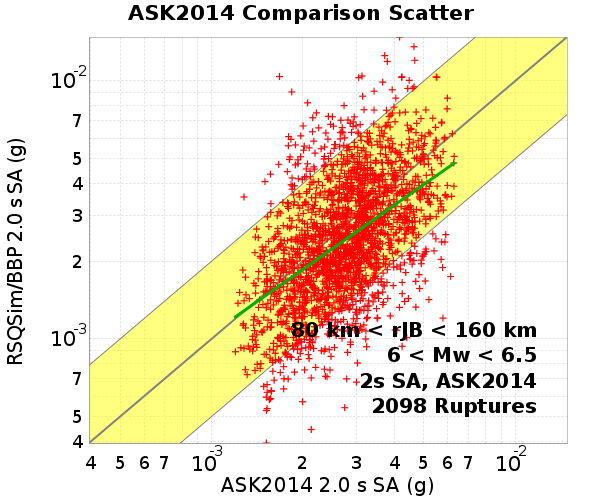 ASK2014 Comparison Scatter
RSQSim/BBP 2.0 s SA (g)
10⁻²
7
5
4
3
2
10⁻³
7
5
4
80 km < rJB < 160 km
6 < Mw < 6.5
2s SA, ASK2014
2098 Ruptures
4 5 6 7 10⁻³ 2 3 4 5 6 7 10⁻²
ASK2014 2.0 s SA (g)